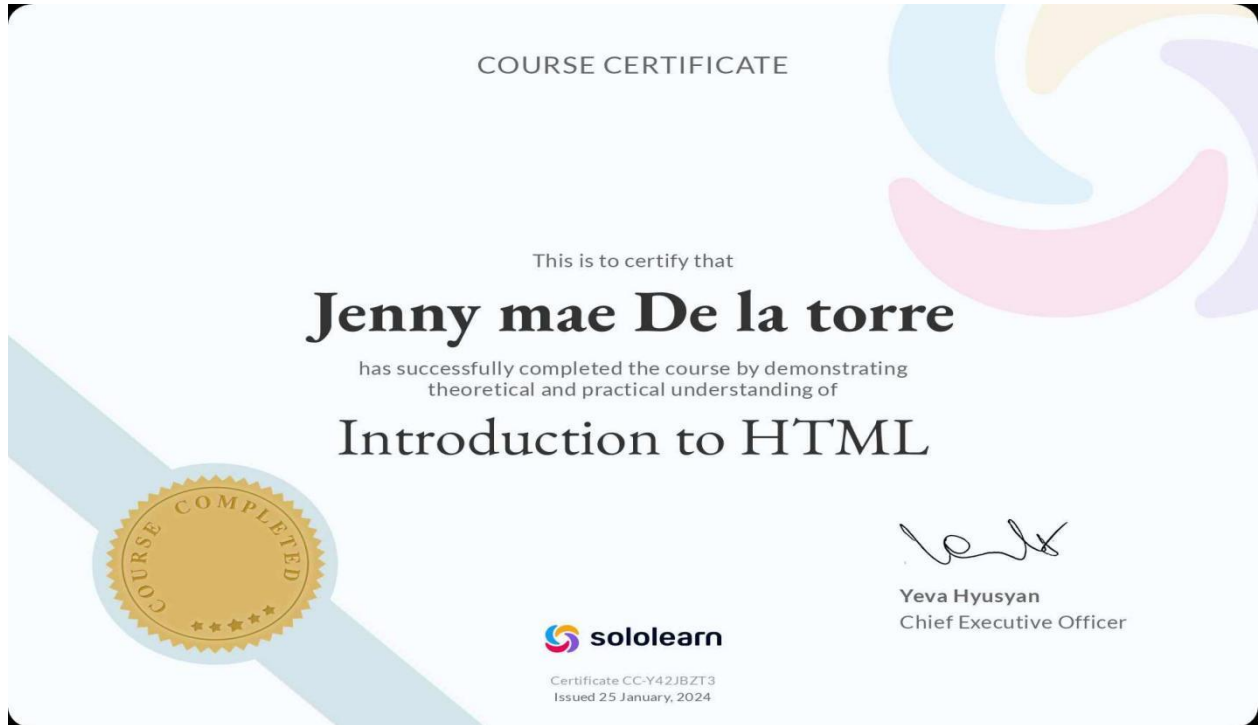 COURSE CERTIFICATE
This is to certify that
Jenny mae De la torre
has successfully completed the course by demonstrating
theoretical and practical understanding of
Introduction to HTML
COURSE COMPLETED
Yeva Hyusyan
Chief Executive Officer
sololearn
Certificate CC-Y42JBZT3
Issued 25 January, 2024